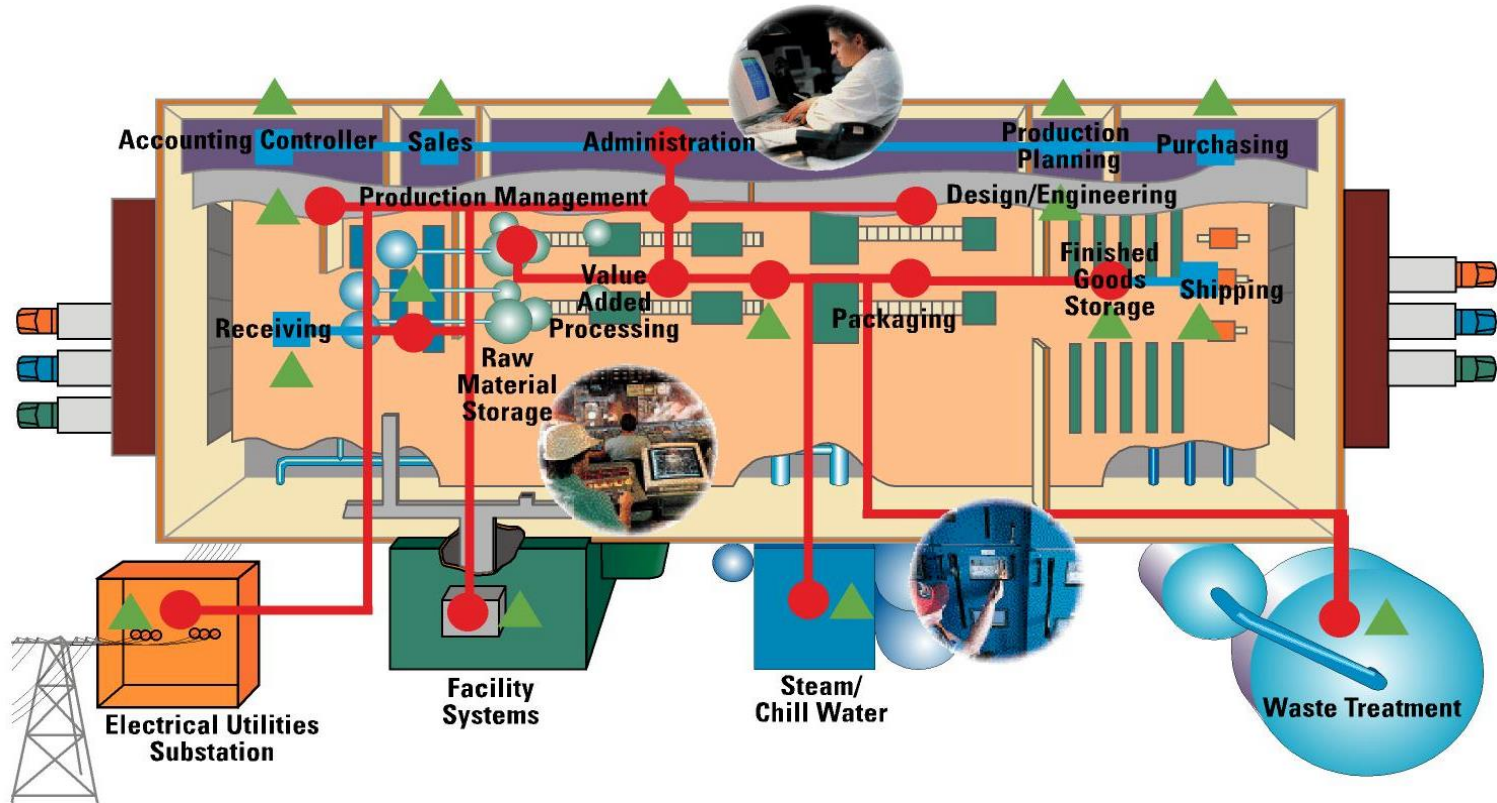 Accounting Controller
Sales
Administration
Production
Planning
Purchasing
Production Management
Design/Engineering
Receiving
Raw
Material
Storage
Value
Added
Processing
Packaging
Finished
Goods
Storage
Shipping
Electrical Utilities
Substation
Facility
Systems
Steam/
Chill Water
Waste Treatment